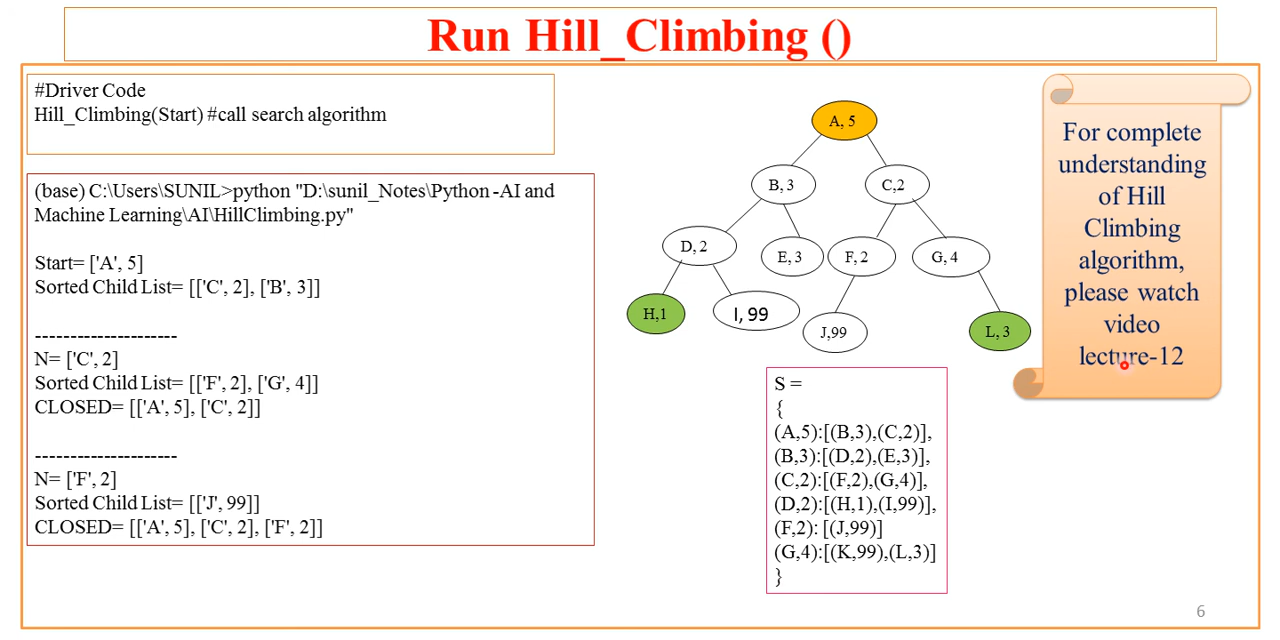 Run Hill_Climbing ()
#Driver Code
Hill_Climbing(Start) #call search algorithm
(base) C:\Users\SUNIL>python "D:\sunil_Notes\Python-AI and
Machine Learning\AI\HillClimbing.py"
Start= ['A', 5]
Sorted Child List= [['C', 2], ['B', 3]]
--------------------
N= ['C', 2]
Sorted Child List= [['F', 2], ['G', 4]]
CLOSED= [['A', 5], ['C', 2]]
--------------------
N= ['F', 2]
Sorted Child List= [['J', 99]]
CLOSED= [['A', 5], ['C', 2], ['F', 2]]
A, 5
B, 3
C,2
D, 2
E, 3
F, 2
G, 4
H,1
I, 99
J,99
L, 3
S =
{
(A,5):[(B,3),(C,2)],
(B,3):[(D,2),(E,3)],
(C,2):[(F,2),(G,4)],
(D,2):[(H,1),(I,99)],
(F,2): [(J,99)]
(G,4):[(K,99),(L,3)]
}
For complete
understanding
of Hill
Climbing
algorithm,
please watch
video
lecture-12
6